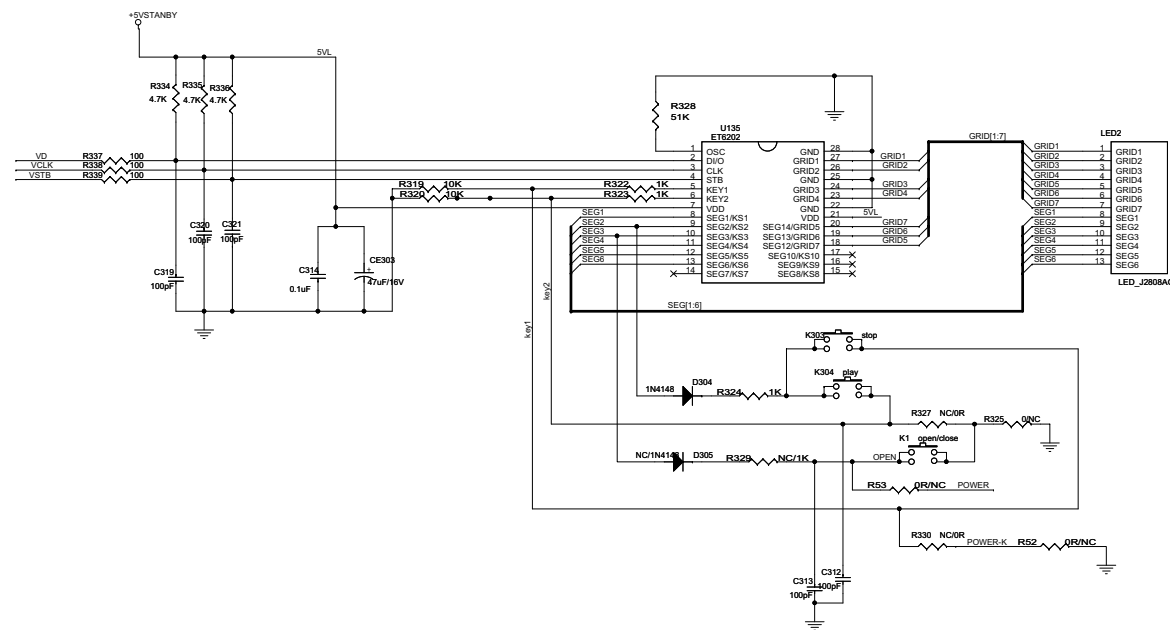 +5VSTANBY
5VL
R334
4.7K
R335
4.7K
R336
4.7K
R328
51K
U135
ET6202
GRID[1:7]
LED2
VD
VCLK
VSTB
R337 100
R338 100
R339 100
R319 10K
R320 10K
R322 1K
R323 1K
1 OSC
2 DI/O
3 CLK
4 STB
5 KEY1
6 KEY2
7 VDD
8 SEG1/KS1
9 SEG2/KS2
10 SEG3/KS3
11 SEG4/KS4
12 SEG5/KS5
13 SEG6/KS6
14 SEG7/KS7
GND 28
GRID1 27
GRID2 26
GND 25
GRID3 24
GRID4 23
GND 22
VDD 21
SEG14/GRID5 20
SEG13/GRID6 19
SEG12/GRID7 18
SEG10/KS10 17
SEG9/KS9 16
SEG8/KS8 15
GRID1
GRID2
GRID3
GRID4
5VL
GRID7
GRID6
GRID5
GRID1 1 GRID1
GRID2 2 GRID2
GRID3 3 GRID3
GRID4 4 GRID4
GRID5 5 GRID5
GRID6 6 GRID6
GRID7 7 GRID7
SEG1 8 SEG1
SEG2 9 SEG2
SEG3 10 SEG3
SEG4 11 SEG4
SEG5 12 SEG5
SEG6 13 SEG6
LED_J2808AG
SEG1
SEG2
SEG3
SEG4
SEG5
SEG6
SEG[1:6]
C320
100pF
C321
100pF
C319
100pF
C314
0.1uF
CE303
+
47uF/16V
key1
key2
K303 stop
K304 play
1N4148 D304
R324 1K
R327 NC/0R
R325 0/NC
K1 open/close
OPEN
NC/1N4148 D305
R329 NC/1K
R53 0R/NC POWER
R330 NC/0R
POWER-K R52 0R/NC
C313
100pF
C312
100pF